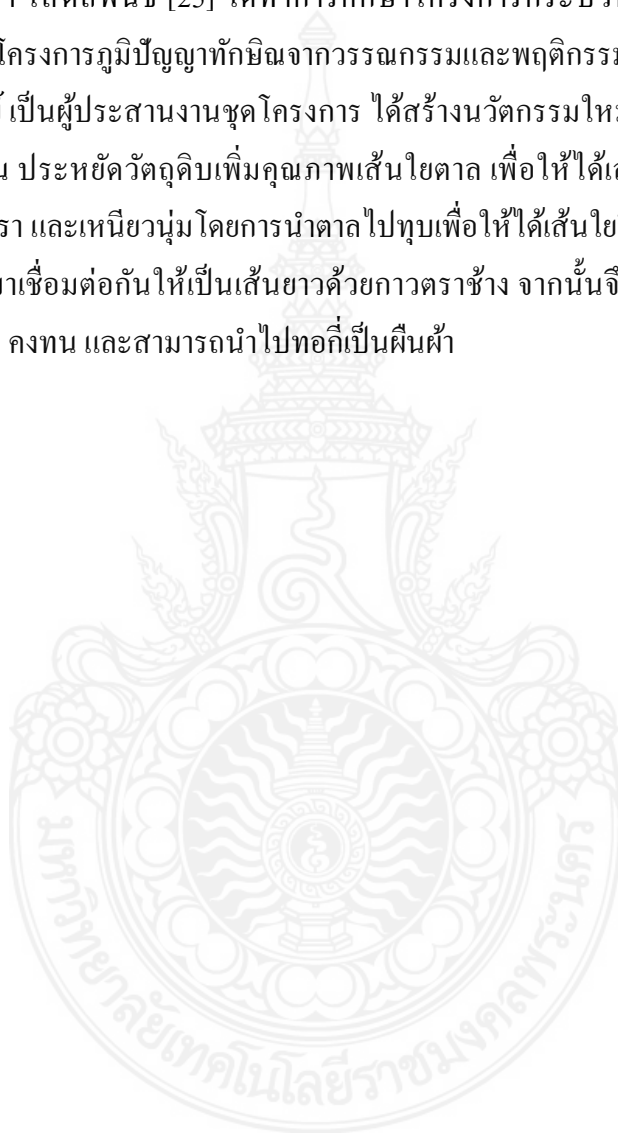 [25] ได้ทำการศึกษาโครงการกระบว
โครงการภูมิปัญญาทักษิณจากวรรณกรรมและพฤติกรรม
เป็นผู้ประสานงานชุดโครงการ ได้สร้างนวัตกรรมใหม
ประหยัดวัตถุดิบเพิ่มคุณภาพเส้นใยตาล เพื่อให้ได้เส
รา และเหนียวนุ่มโดยการนำตาลไปทุบเพื่อให้ได้เส้นใย
มาเชื่อมต่อกันให้เป็นเส้นยาวด้วยกาวตราช้าง จากนั้นจึ
คงทน และสามารถนำไปทอกี่เป็นผืนผ้า
มหาวิทยาลัยเทคโนโลยีราชมงคลพระนคร